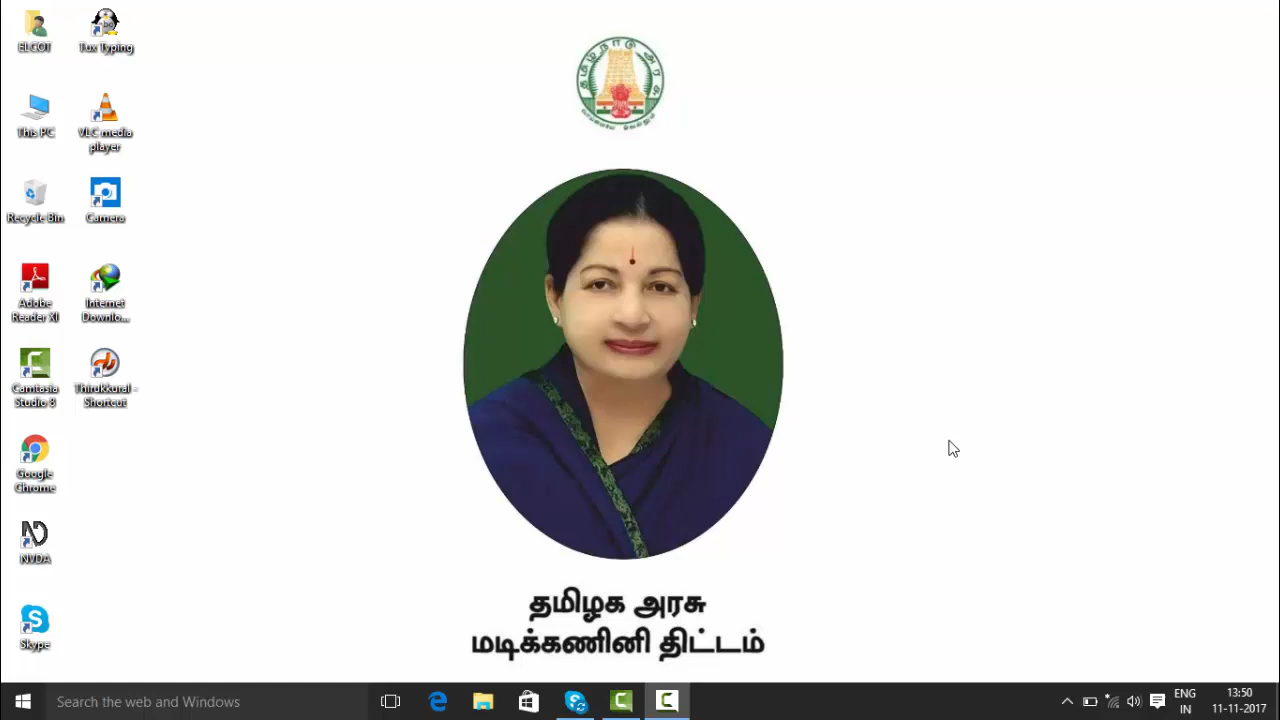 ELCOT
Tux Typing
This PC
VLC media
player
Recycle Bin
Camera
Adobe
Reader XI
Internet
Downlo...
Camtasia
Studio 8
Thirukkural -
Shortcut
Google
Chrome
NVDA
Skype
தமிழ்நாடு அரசு
வாய்மையே வெல்லும்
தமிழக அரசு
மடிக்கணினி திட்டம்
Search the web and Windows
ENG
IN
13:50
11-11-2017